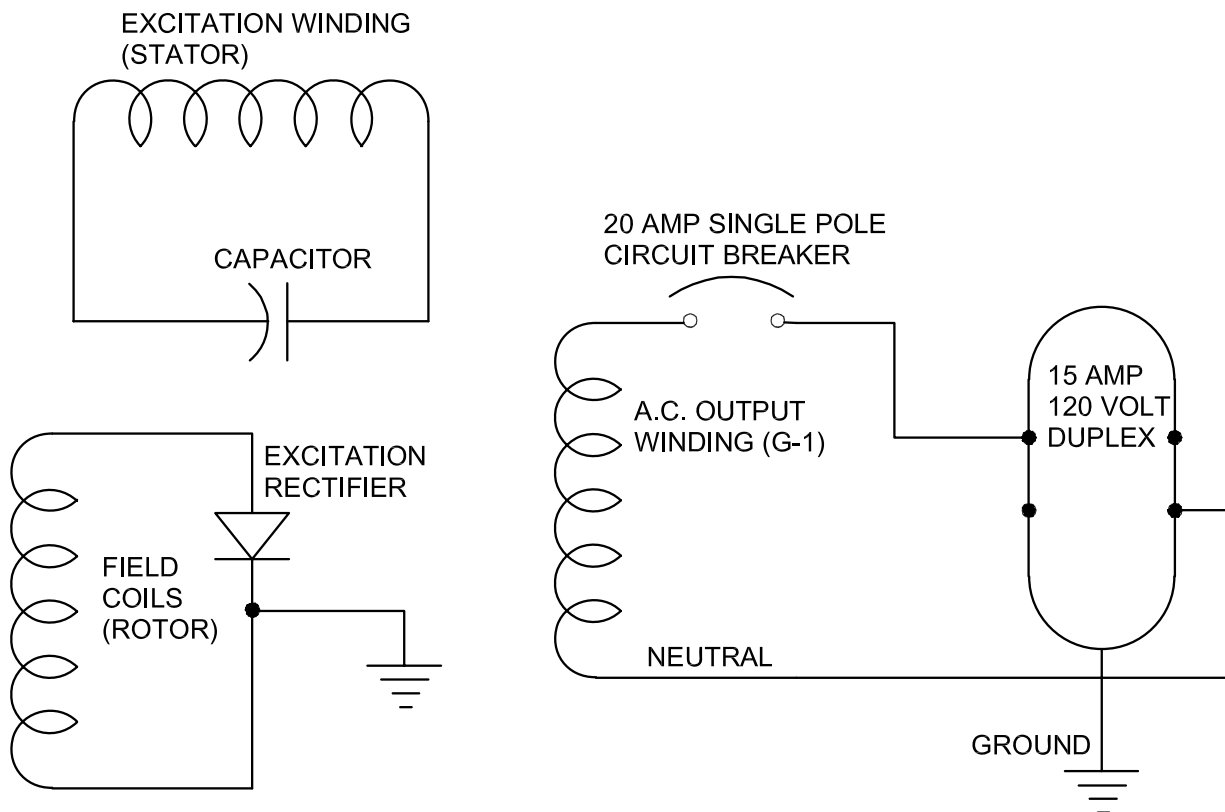 EXCITATION WINDING
(STATOR)
CAPACITOR
20 AMP SINGLE POLE
CIRCUIT BREAKER
15 AMP
120 VOLT
DUPLEX
A.C. OUTPUT
WINDING (G-1)
EXCITATION
RECTIFIER
FIELD
COILS
(ROTOR)
NEUTRAL
GROUND